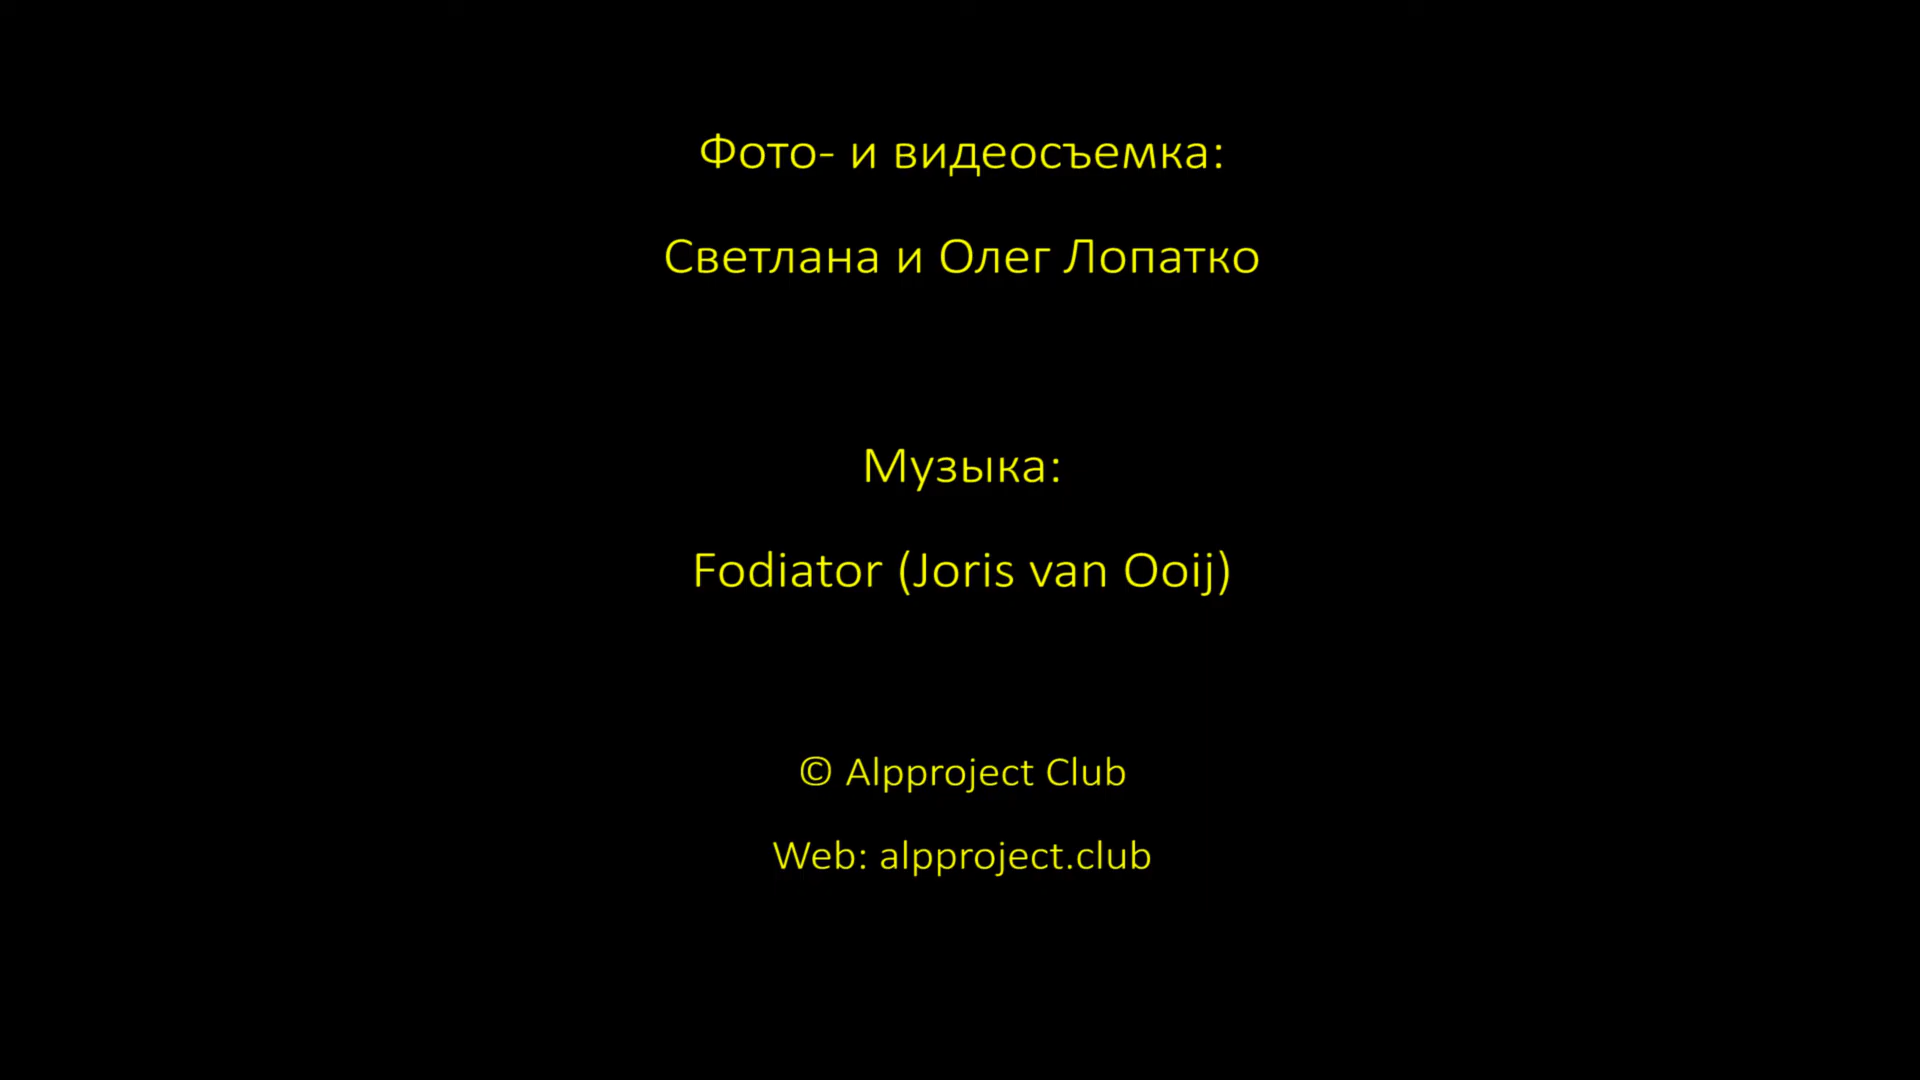 Фото- и видеосъемка:
Светлана и Олег Лопатко
Музыка:
Fodiator (Joris van Ooij)
© Alpproject Club
Web: alpproject.club